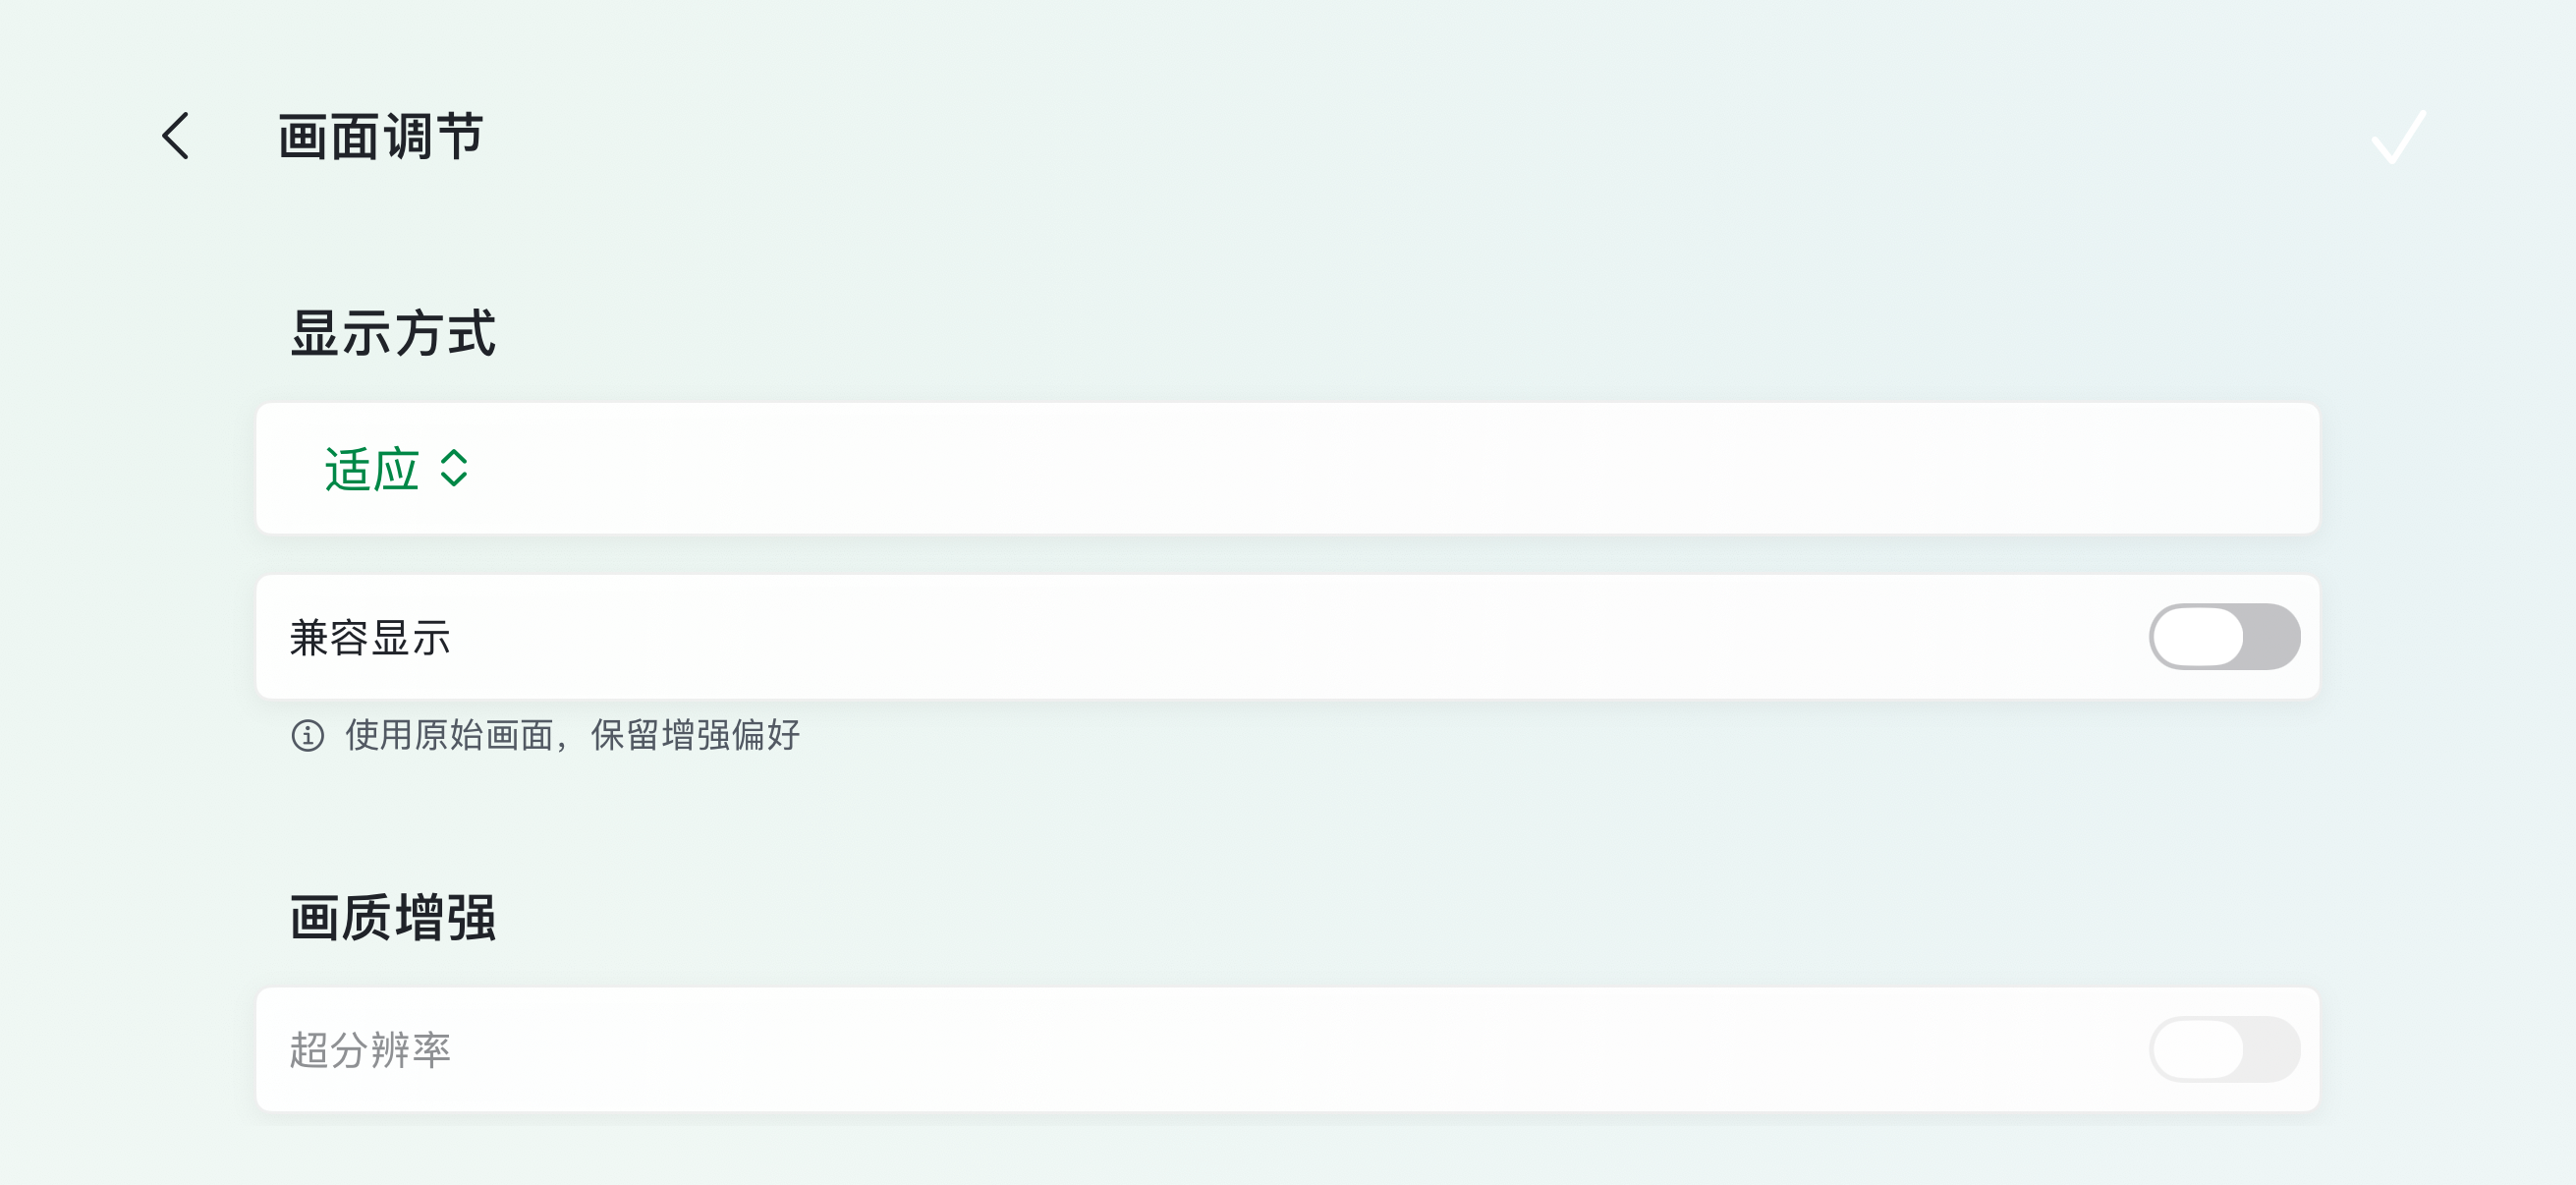 画面调节
显示方式
适应
兼容显示
使用原始画面，保留增强偏好
画质增强
超分辨率